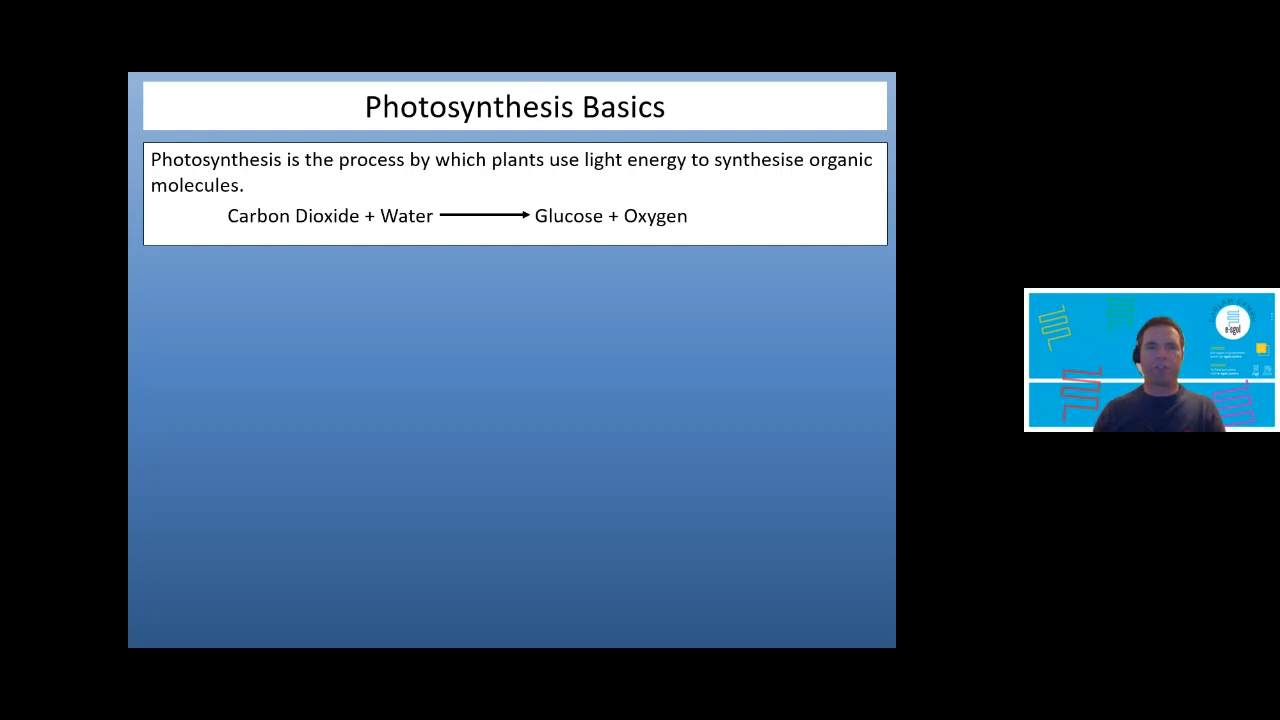 Photosynthesis Basics
Photosynthesis is the process by which plants use light energy to synthesise organic
molecules.
Carbon Dioxide + Water ⟶ Glucose + Oxygen
e-sgol